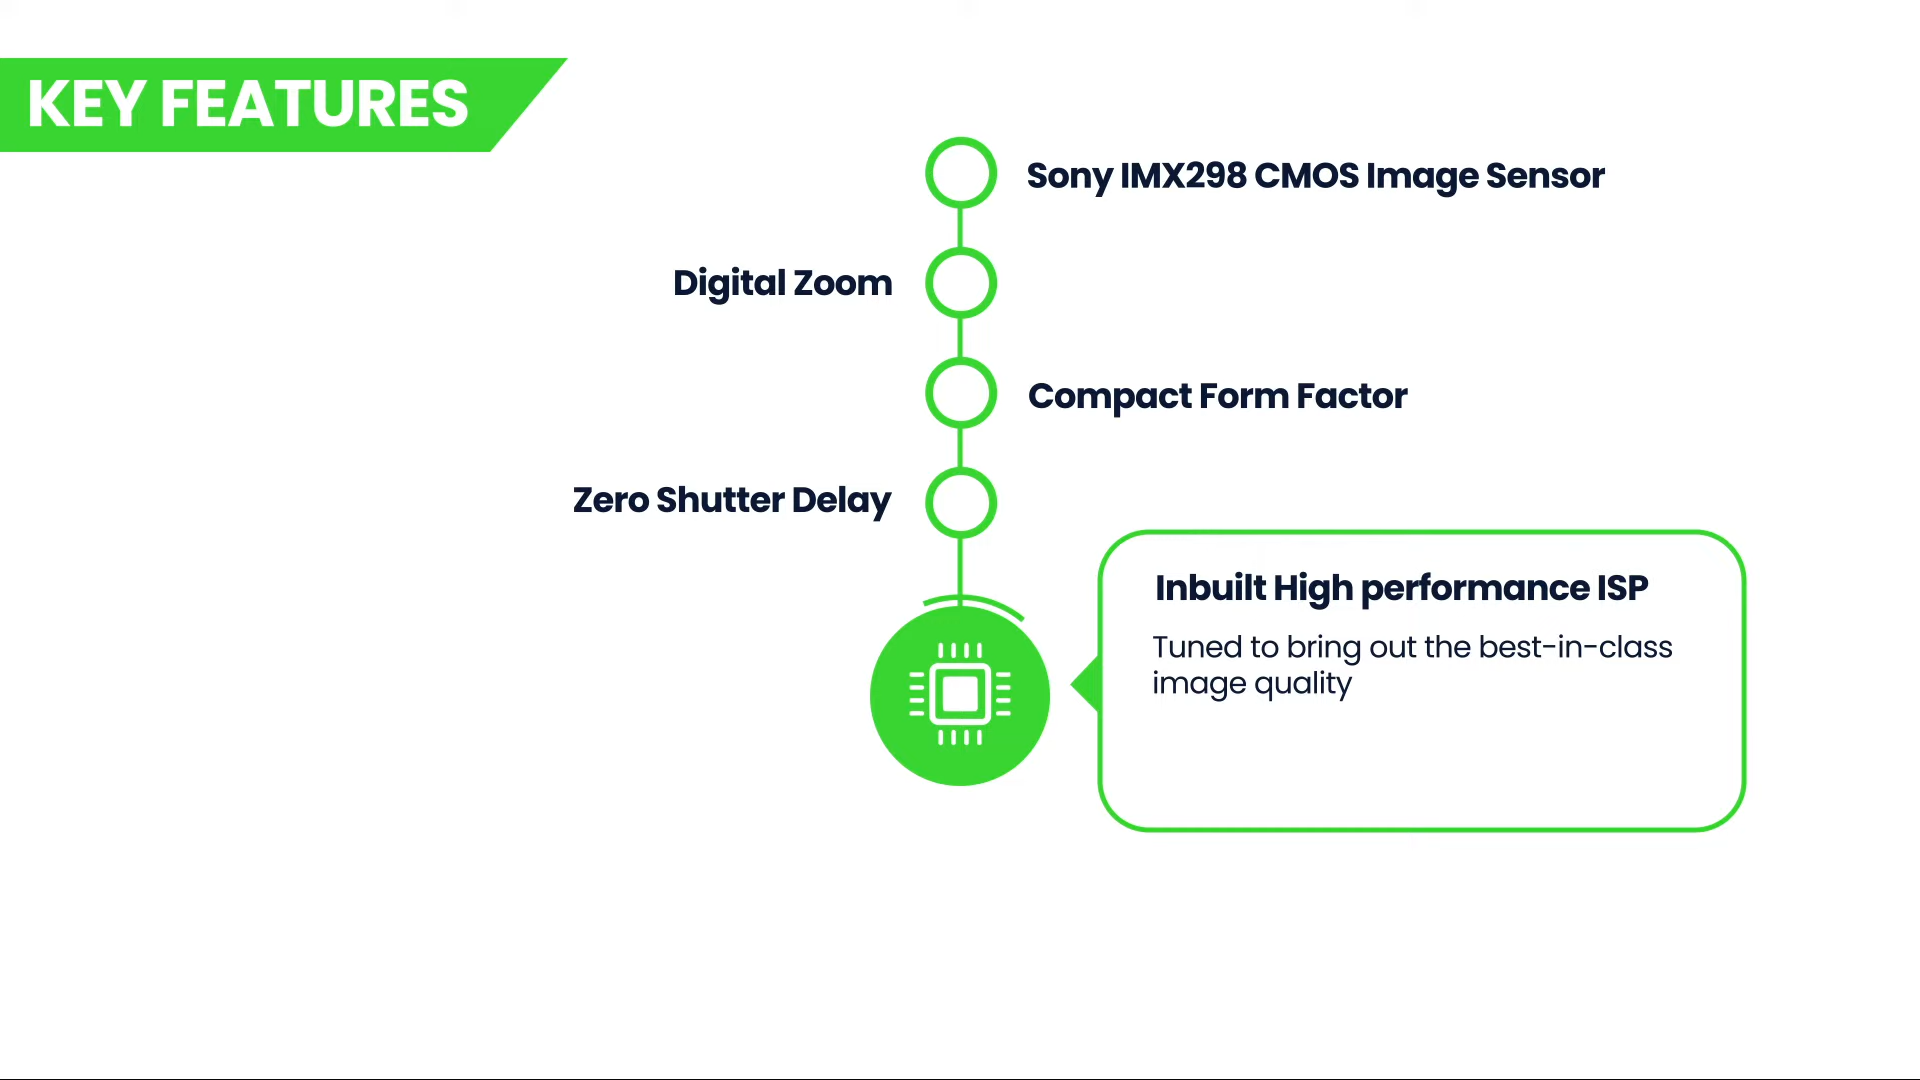 KEY FEATURES
Sony IMX298 CMOS Image Sensor
Digital Zoom
Compact Form Factor
Zero Shutter Delay
Inbuilt High performance ISP
Tuned to bring out the best-in-class
image quality